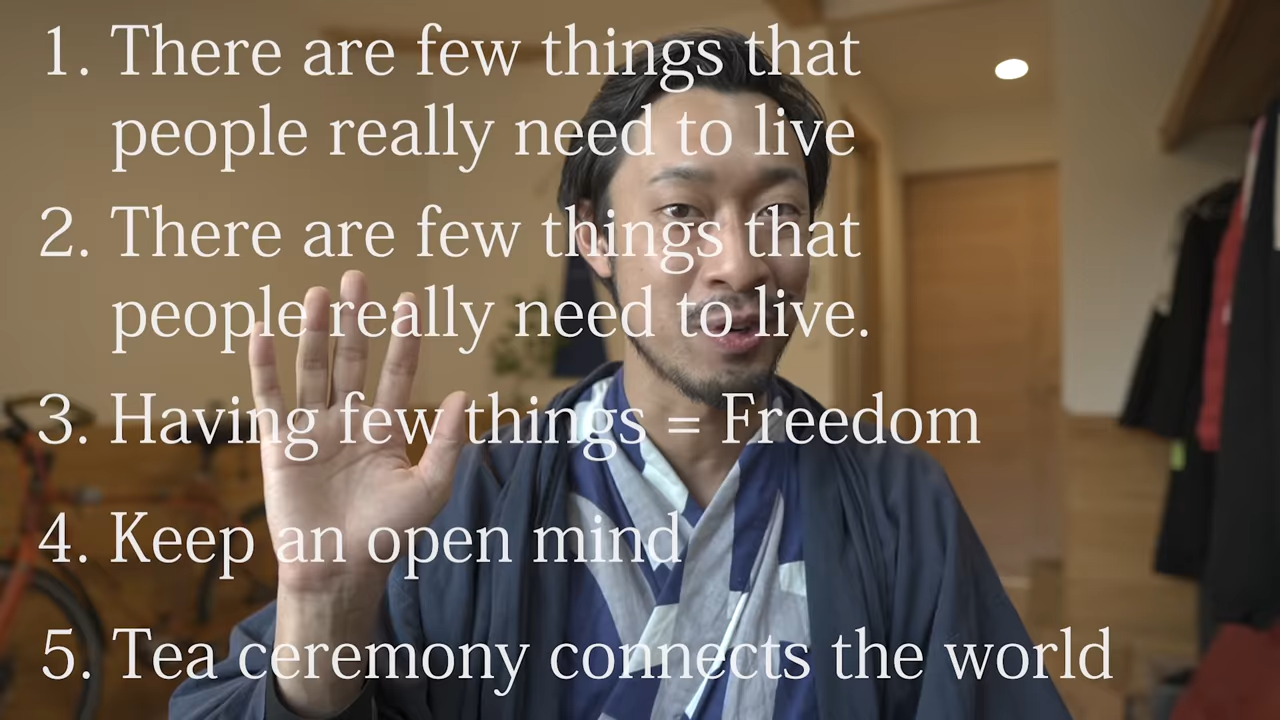 1. There are few things that
people really need to live
2. There are few things that
people really need to live.
3. Having few things = Freedom
4. Keep an open mind
5. Tea ceremony connects the world